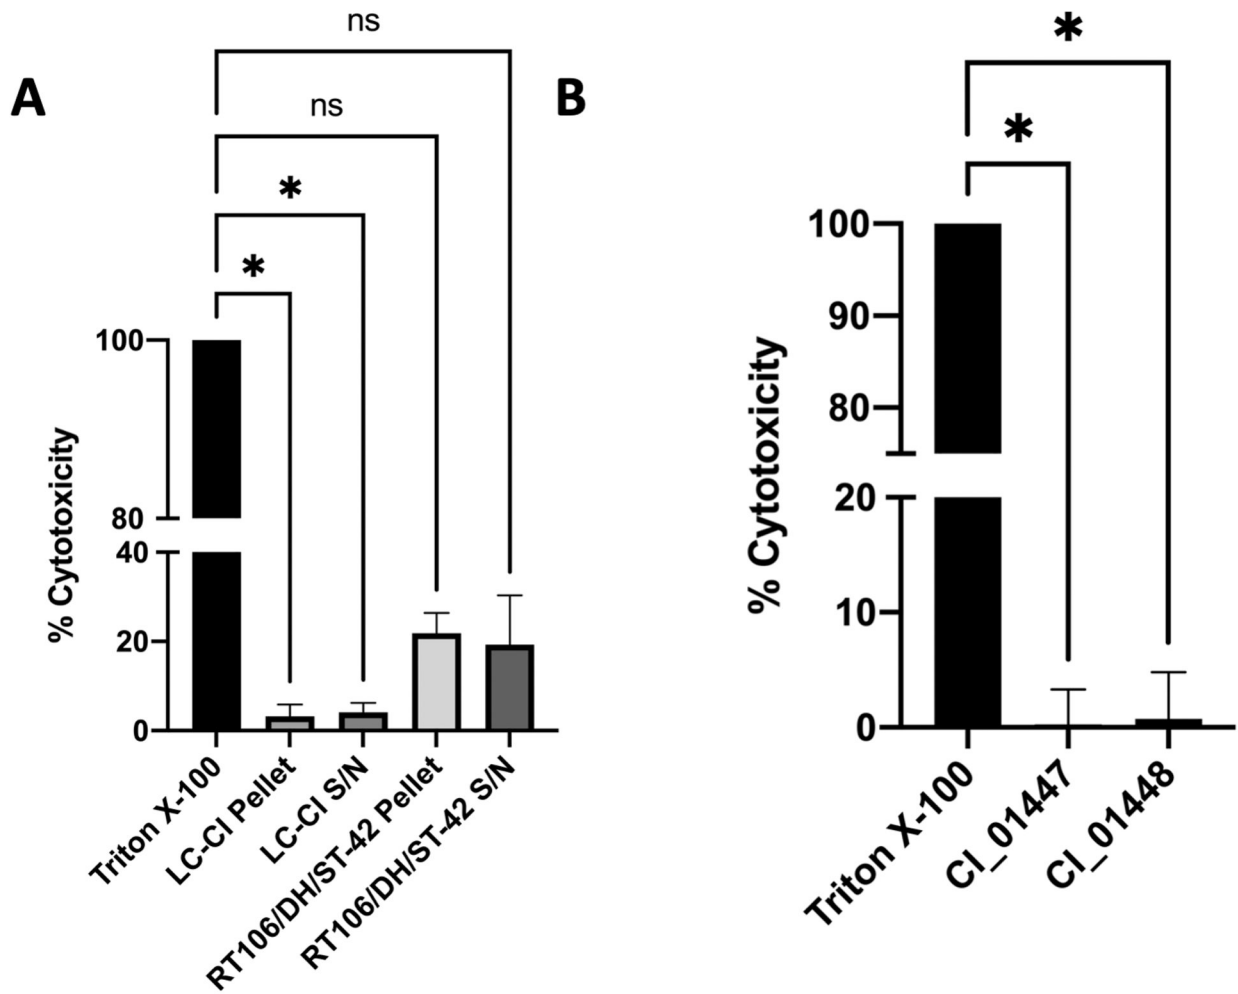 A
ns
ns
*
*
% Cytotoxicity
100
80
40
20
0
Triton X-100
LC-CI Pellet
LC-CI S/N
RT106/DH/ST-42 Pellet
RT106/DH/ST-42 S/N
B
*
*
% Cytotoxicity
100
90
80
20
10
0
Triton X-100
CI_01447
CI_01448